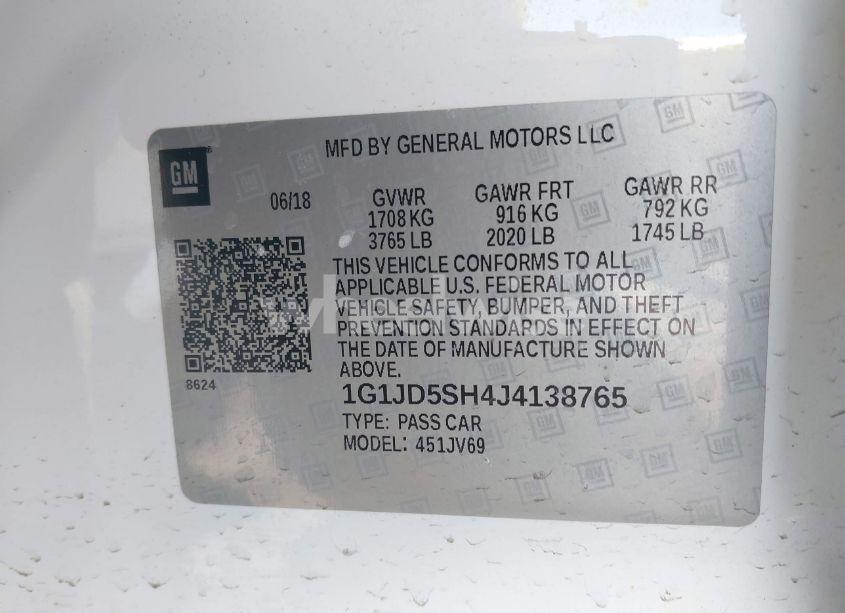 MFD BY GENERAL MOTORS LLC
GM
06/18
GVWR
1708 KG
3765 LB
GAWR FRT
916 KG
2020 LB
GAWR RR
792 KG
1745 LB
THIS VEHICLE CONFORMS TO ALL
APPLICABLE U.S. FEDERAL MOTOR
VEHICLE SAFETY, BUMPER, AND THEFT
PREVENTION STANDARDS IN EFFECT ON
THE DATE OF MANUFACTURE SHOWN
ABOVE.
8624
1G1JD5SH4J4138765
TYPE: PASS CAR
MODEL: 451JV69